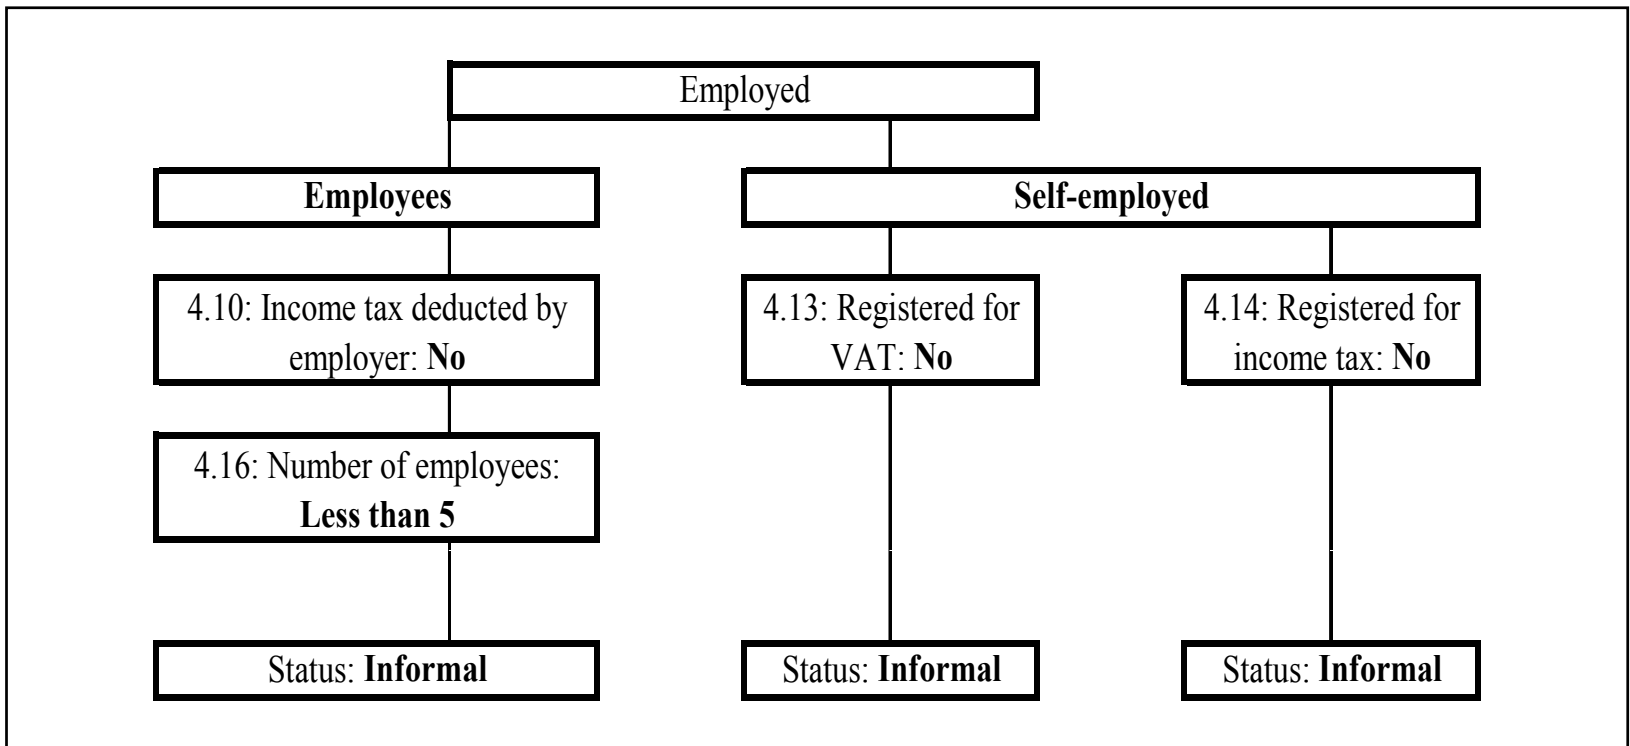 Employed
Employees
Self-employed
4.10: Income tax deducted by
employer: No
4.13: Registered for
VAT: No
4.14: Registered for
income tax: No
4.16: Number of employees:
Less than 5
Status: Informal
Status: Informal
Status: Informal